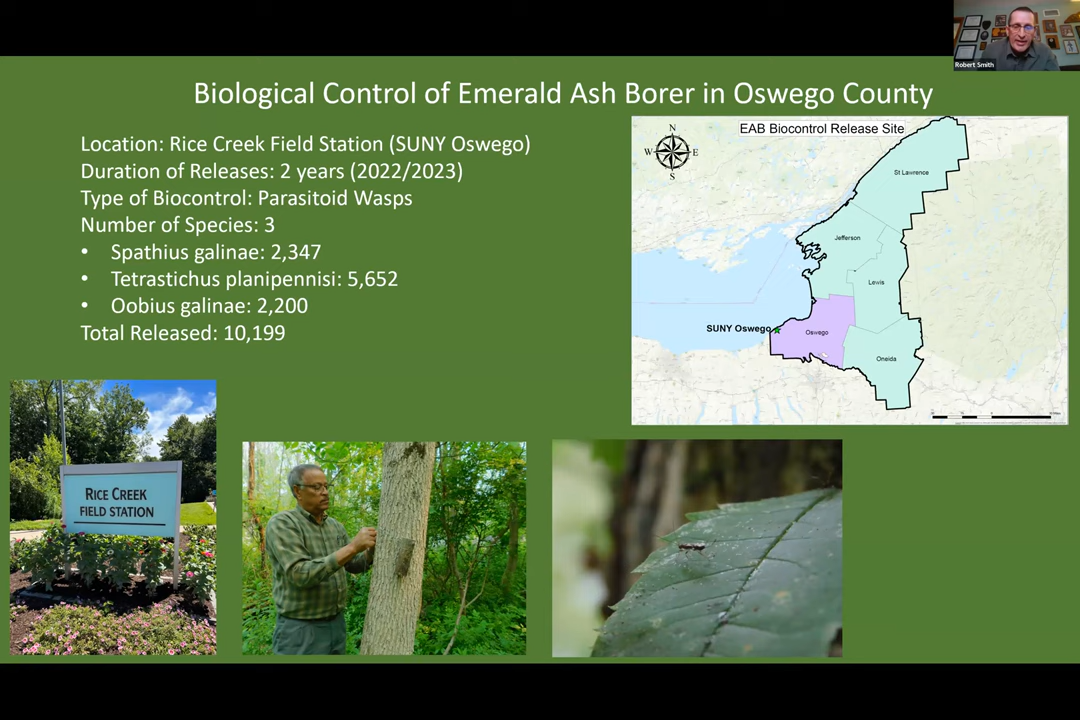 Robert Smith
Biological Control of Emerald Ash Borer in Oswego County
Location: Rice Creek Field Station (SUNY Oswego)
Duration of Releases: 2 years (2022/2023)
Type of Biocontrol: Parasitoid Wasps
Number of Species: 3
• Spathius galinae: 2,347
• Tetrastichus planipennisi: 5,652
• Oobius galinae: 2,200
Total Released: 10,199
EAB Biocontrol Release Site
N
W E
S
St Lawrence
Jefferson
Lewis
SUNY Oswego
Oswego
Oneida
RICE CREEK
FIELD STATION